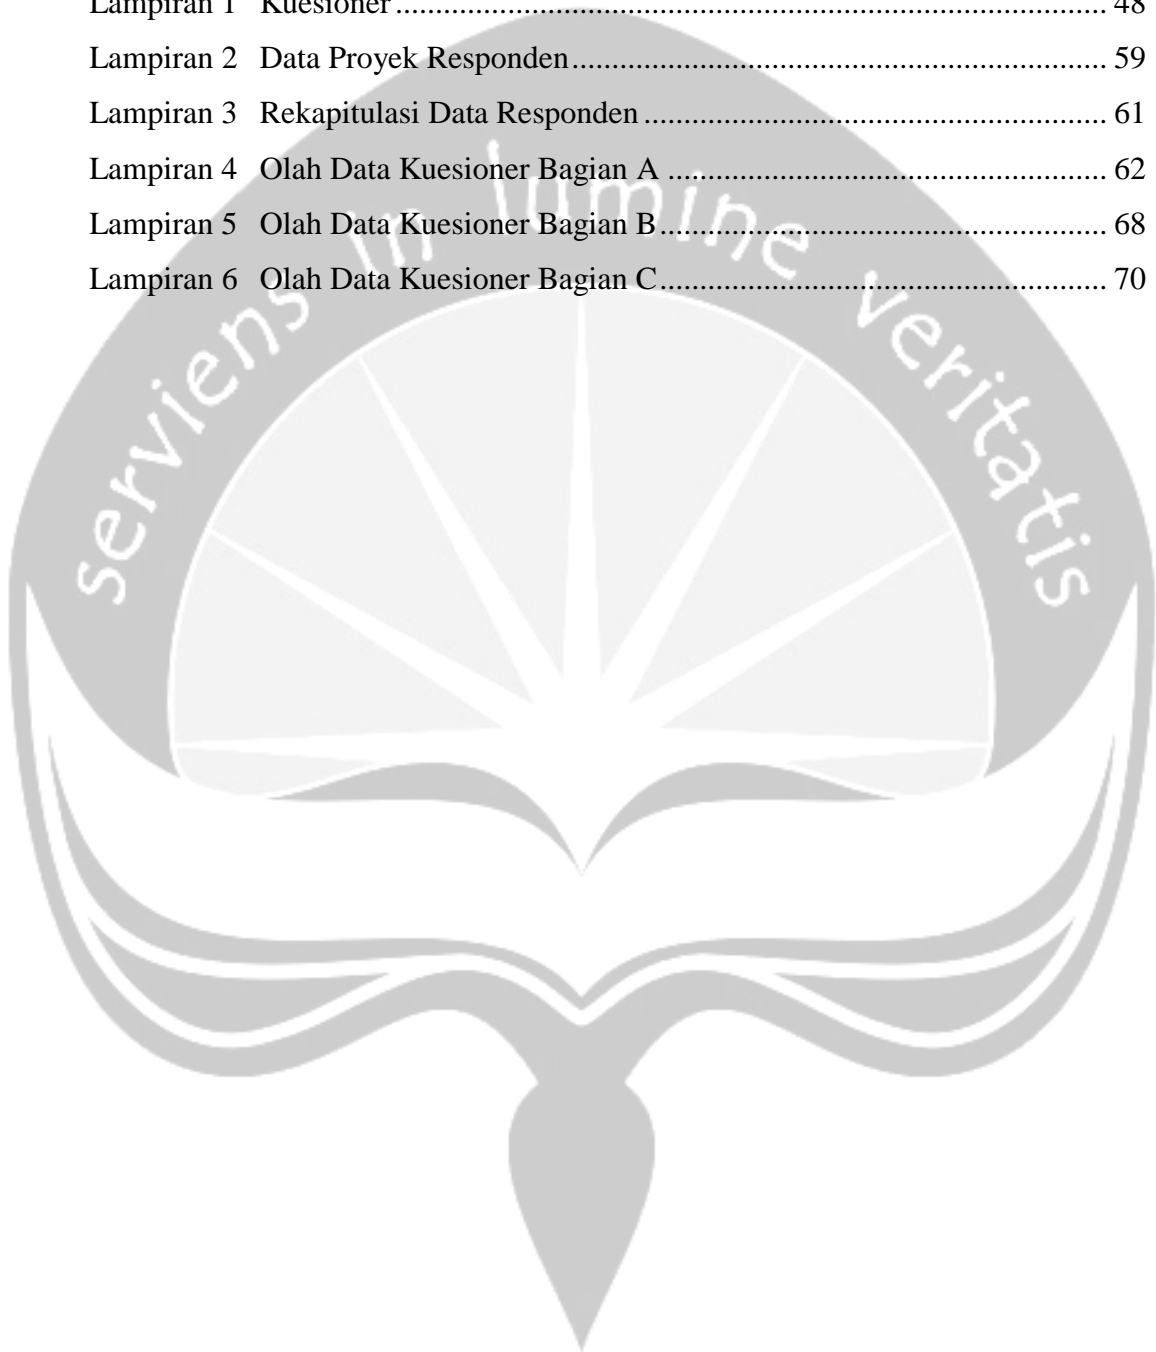 Lampiran 1 Kuesioner.......................................................................................... 48
Lampiran 2 Data Proyek Responden.................................................................... 59
Lampiran 3 Rekapitulasi Data Responden ........................................................... 61
Lampiran 4 Olah Data Kuesioner Bagian A ........................................................ 62
Lampiran 5 Olah Data Kuesioner Bagian B......................................................... 68
Lampiran 6 Olah Data Kuesioner Bagian C......................................................... 70
serviens in lumine veritatis